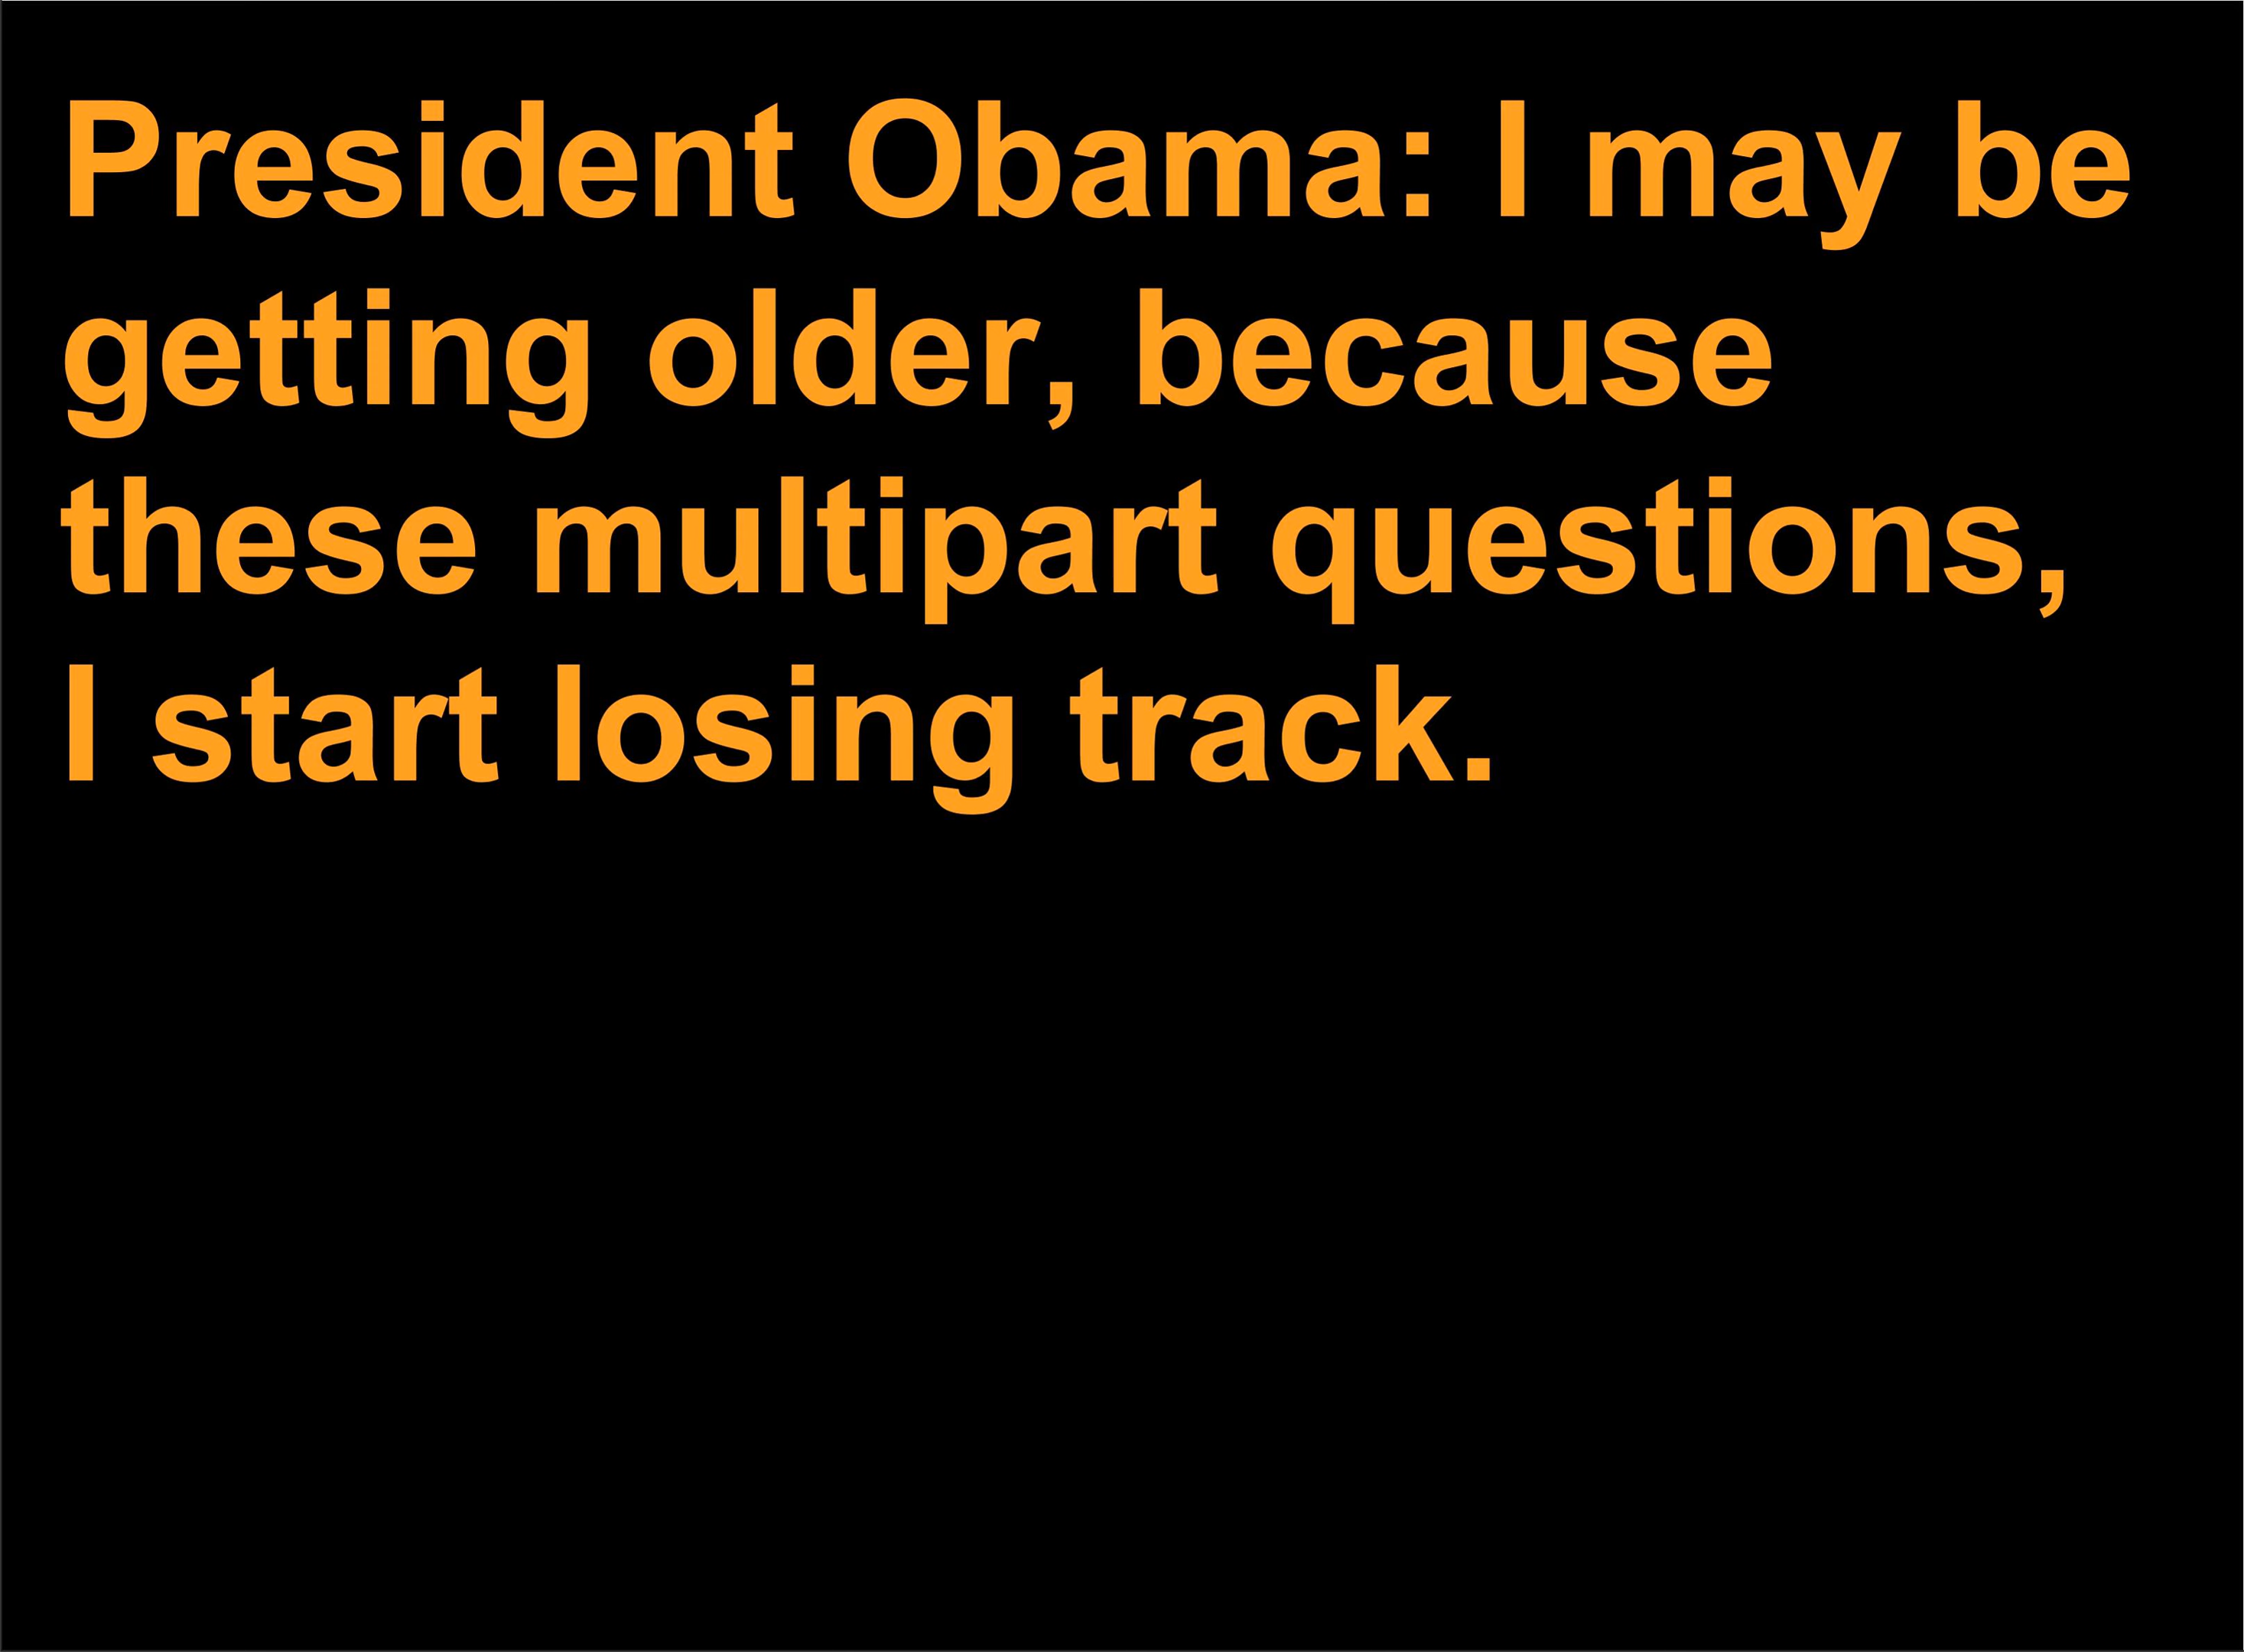 President Obama: I may be
getting older, because
these multipart questions,
I start losing track.